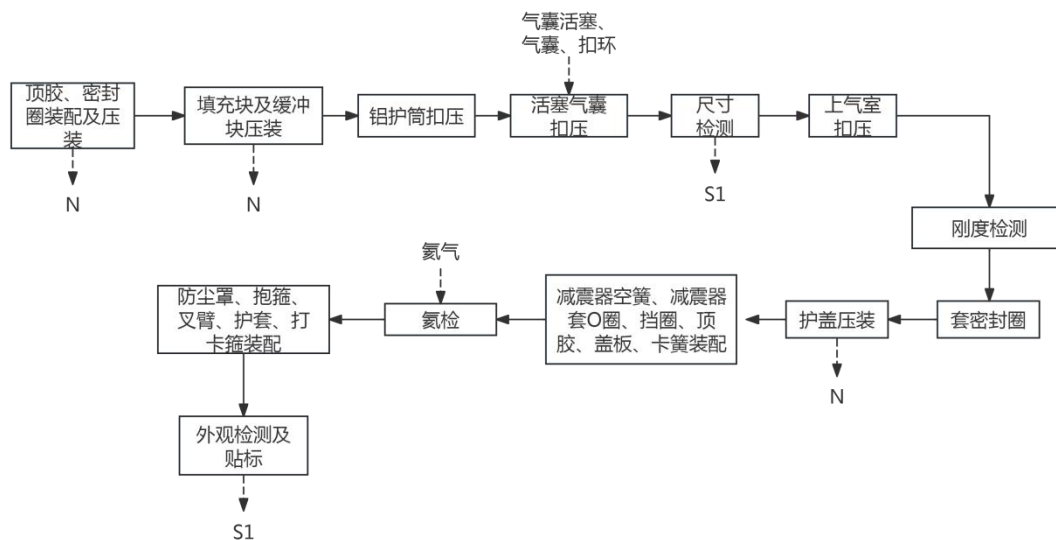 气囊活塞、
气囊、扣环
顶胶、密封
圈装配及压
装
填充块及缓冲
块压装
铝护筒扣压
活塞气囊
扣压
尺寸
检测
上气室
扣压
N
N
S1
刚度检测
氦气
防尘罩、抱箍、
叉臂、护套、打
卡箍装配
氦检
减震器空簧、减震器
套O圈、挡圈、顶
胶、盖板、卡簧装配
护盖压装
套密封圈
N
外观检测及
贴标
S1